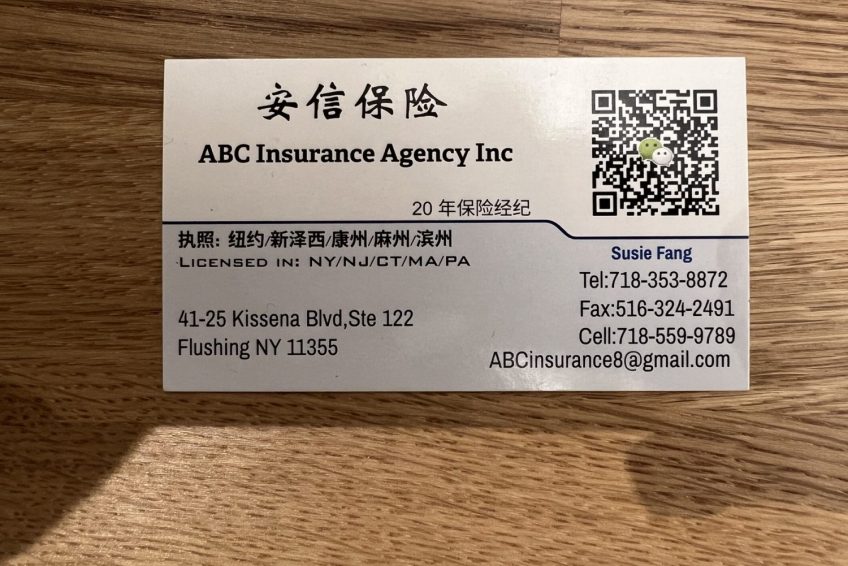 安信保险
ABC Insurance Agency Inc
20 年保险经纪
执照: 纽约/新泽西/康州/麻州/滨州
LICENSED IN: NY/NJ/CT/MA/PA
41-25 Kissena Blvd,Ste 122
Flushing NY 11355
Susie Fang
Tel:718-353-8872
Fax:516-324-2491
Cell:718-559-9789
ABCinsurance8@gmail.com